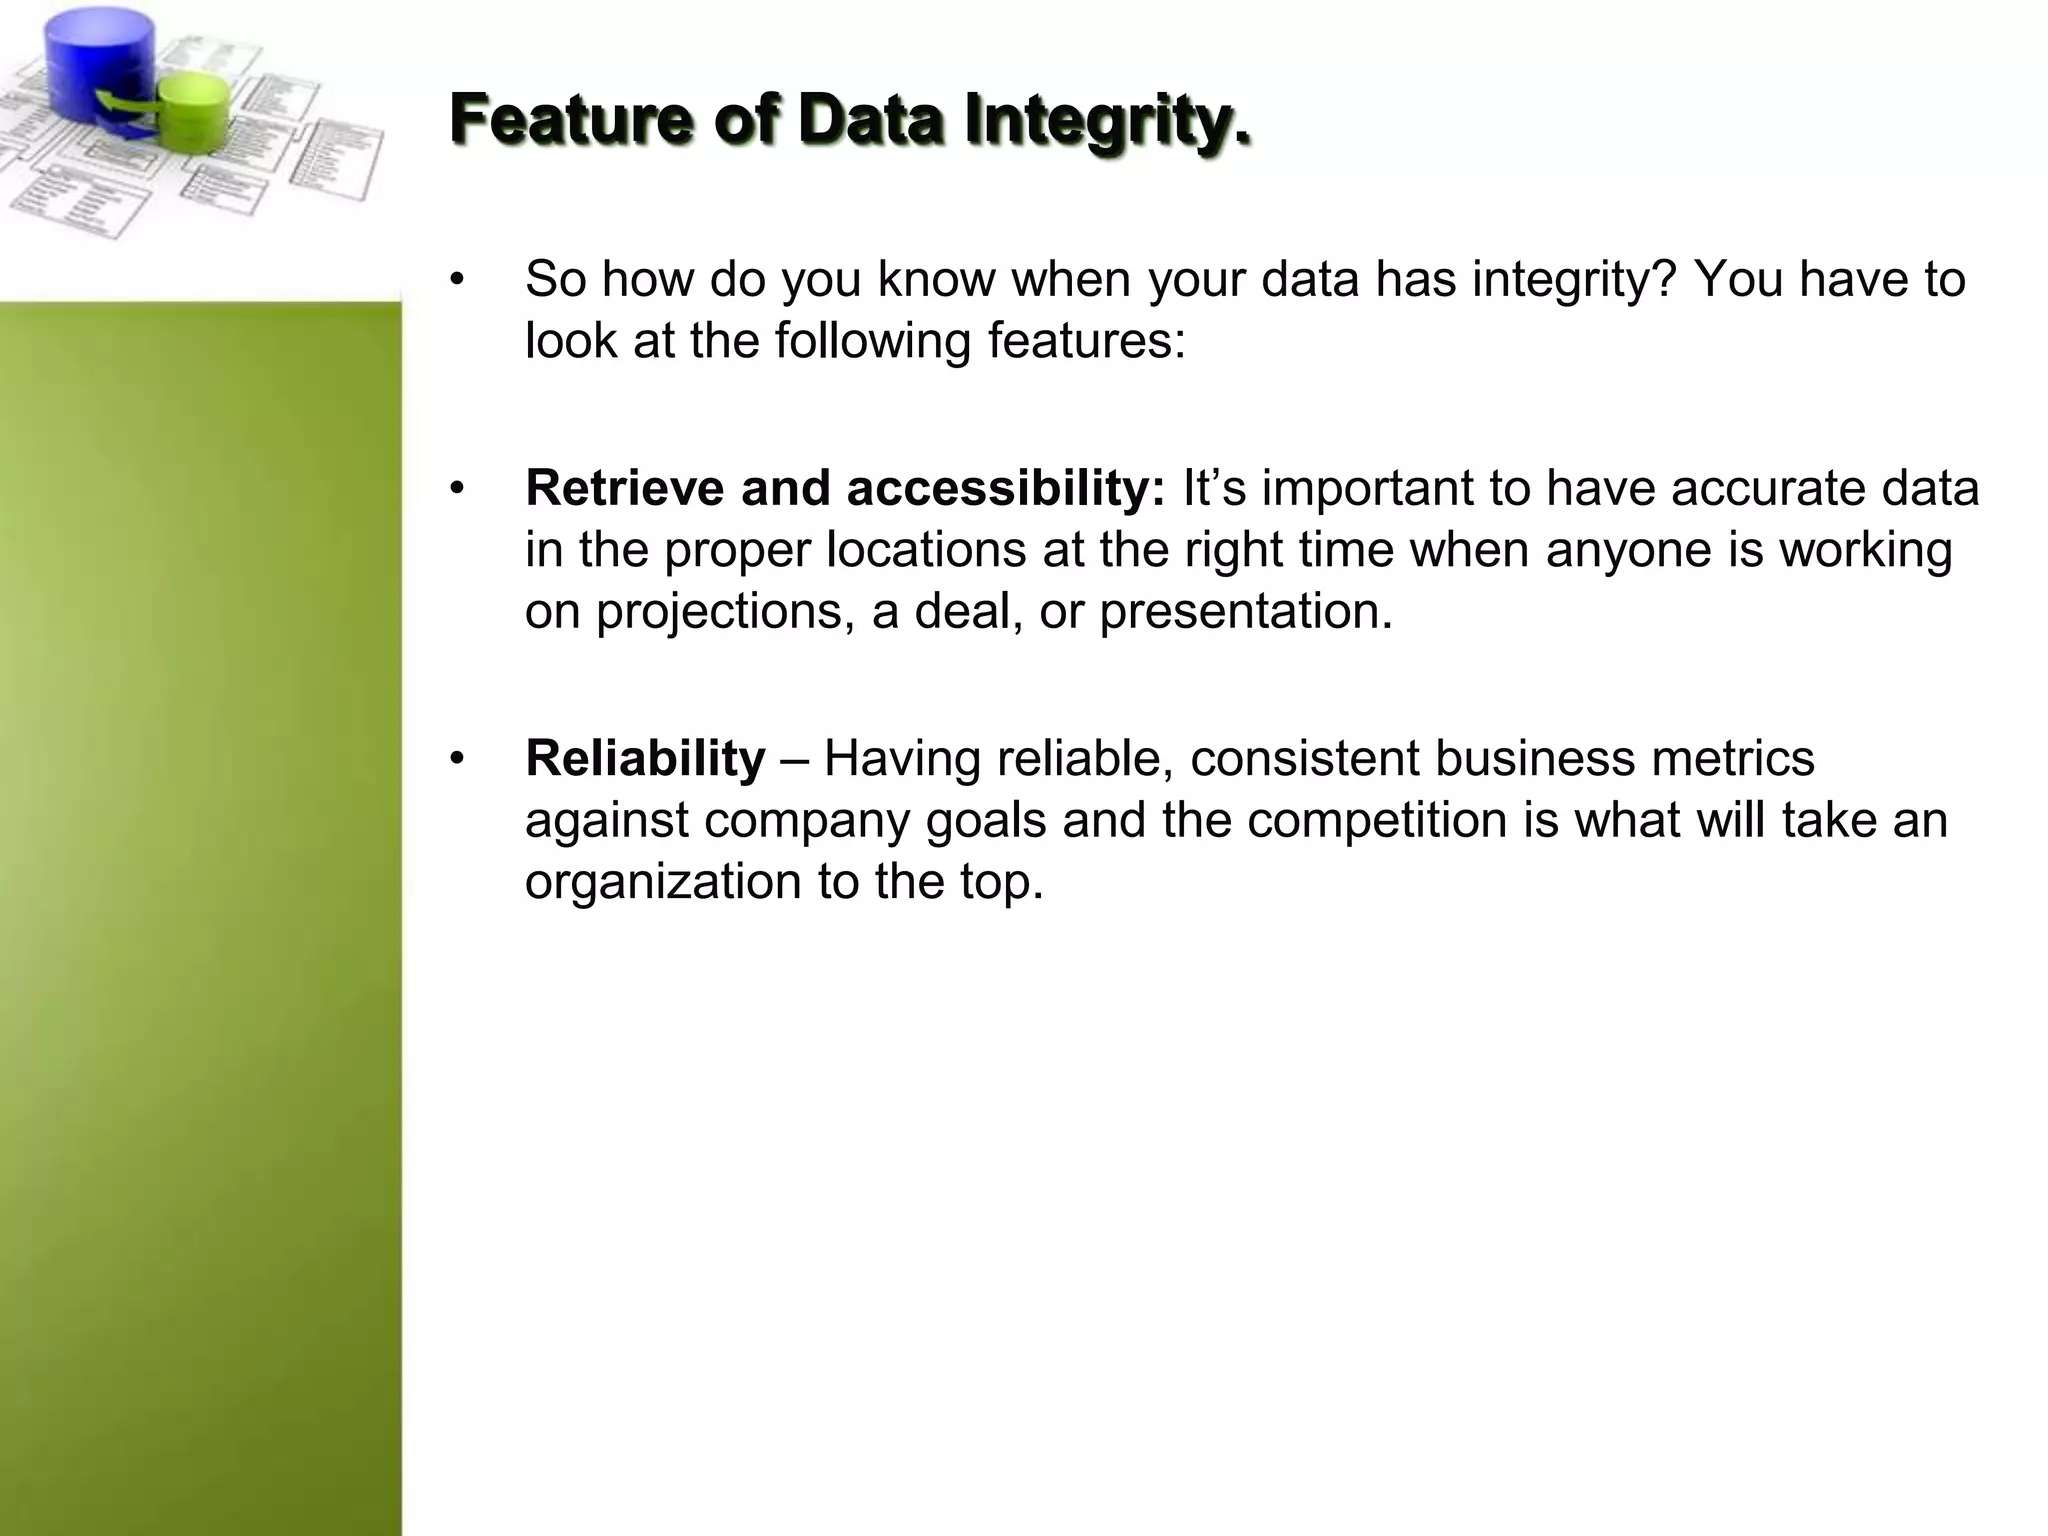 Feature of Data Integrity.
• So how do you know when your data has integrity? You have to
look at the following features:
• Retrieve and accessibility: It’s important to have accurate data
in the proper locations at the right time when anyone is working
on projections, a deal, or presentation.
• Reliability – Having reliable, consistent business metrics
against company goals and the competition is what will take an
organization to the top.